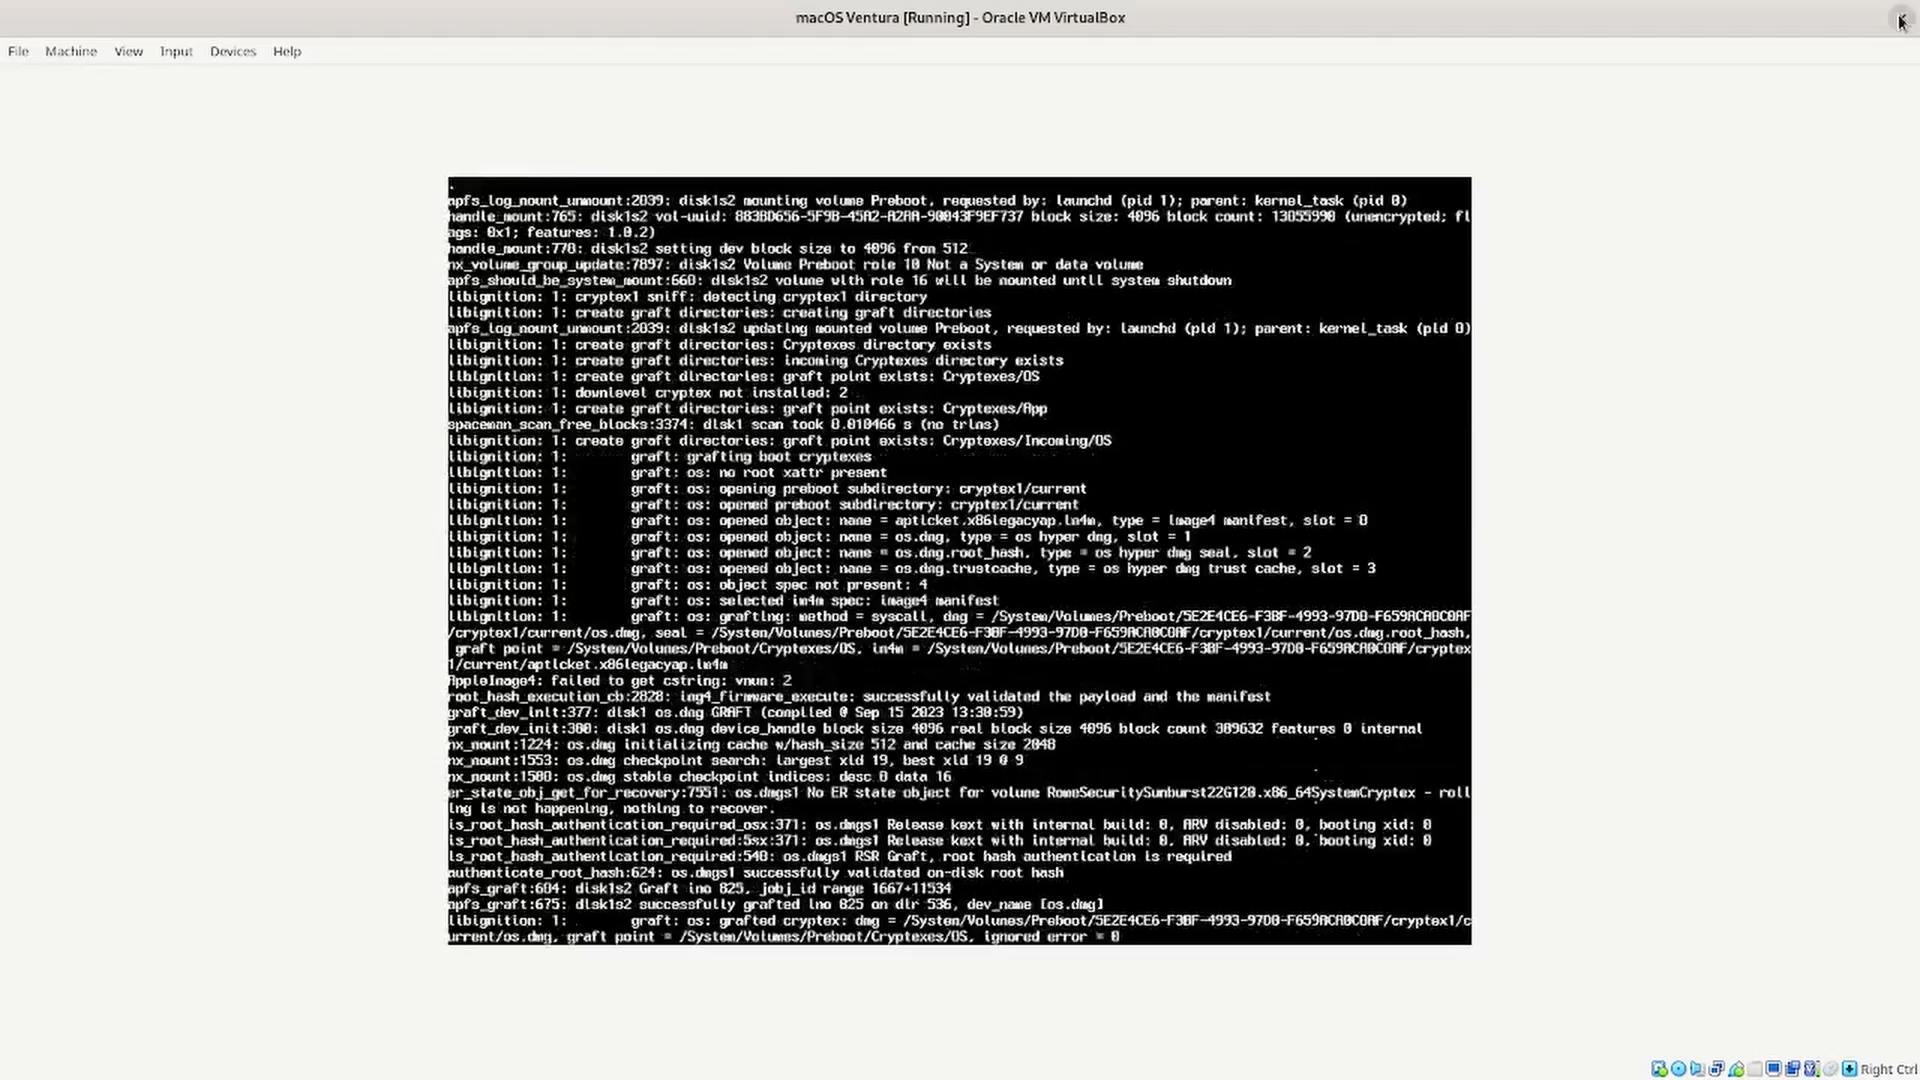 macOS Ventura [Running] - Oracle VM VirtualBox
File Machine View Input Devices Help
apfs_log_mount_unmount:2039: disk1s2 mounting volume Preboot, requested by: launchd (pid 1); parent: kernel_task (pid 0)
handle_mount:765: disk1s2 vol-uuid: 883BD656-5F9B-45A2-A2AA-90043F9EF737 block size: 4096 block count: 13055990 (unencrypted; fl
ags: 0x1; features: 1.0.2)
handle_mount:778: disk1s2 setting dev block size to 4096 from 512
nx_volume_group_update:7897: disk1s2 Volume Preboot role 10 Not a System or data volume
apfs_should_be_system_mount:660: disk1s2 volume with role 16 will be mounted until system shutdown
libignition: 1: cryptex1 sniff: detecting cryptex1 directory
libignition: 1: create graft directories: creating graft directories
apfs_log_mount_unmount:2039: disk1s2 updating mounted volume Preboot, requested by: launchd (pid 1); parent: kernel_task (pid 0)
libignition: 1: create graft directories: Cryptexes directory exists
libignition: 1: create graft directories: incoming Cryptexes directory exists
libignition: 1: create graft directories: graft point exists: Cryptexes/OS
libignition: 1: downlevel cryptex not installed: 2
libignition: 1: create graft directories: graft point exists: Cryptexes/App
spaceman_scan_free_blocks:3374: disk1 scan took 0.010466 s (no trims)
libignition: 1: create graft directories: graft point exists: Cryptexes/Incoming/OS
libignition: 1: graft: grafting boot cryptexes
libignition: 1: graft: os: no root xattr present
libignition: 1: graft: os: opening preboot subdirectory: cryptex1/current
libignition: 1: graft: os: opened preboot subdirectory: cryptex1/current
libignition: 1: graft: os: opened object: name = apticket.x86legacyap.im4m, type = image4 manifest, slot = 0
libignition: 1: graft: os: opened object: name = os.dmg, type = os hyper dmg, slot = 1
libignition: 1: graft: os: opened object: name = os.dmg.root_hash, type = os hyper dmg seal, slot = 2
libignition: 1: graft: os: opened object: name = os.dmg.trustcache, type = os hyper dmg trust cache, slot = 3
libignition: 1: graft: os: object spec not present: 4
libignition: 1: graft: os: selected im4m spec: image4 manifest
libignition: 1: graft: os: grafting: method = syscall, dmg = /System/Volumes/Preboot/5E2E4CE6-F3BF-4993-97D0-F659ACA0C0AF
/cryptex1/current/os.dmg, seal = /System/Volumes/Preboot/5E2E4CE6-F3BF-4993-97D0-F659ACA0C0AF/cryptex1/current/os.dmg.root_hash,
graft point = /System/Volumes/Preboot/Cryptexes/OS, im4m = /System/Volumes/Preboot/5E2E4CE6-F3BF-4993-97D0-F659ACA0C0AF/cryptex
1/current/apticket.x86legacyap.im4m
AppleImage4: failed to get cstring: vnum: 2
root_hash_execution_cb:2828: img4_firmware_execute: successfully validated the payload and the manifest
graft_dev_init:377: disk1 os.dmg GRAFT (compiled @ Sep 15 2023 13:30:59)
graft_dev_init:380: disk1 os.dmg device_handle block size 4096 real block size 4096 block count 389632 features 0 internal
nx_mount:1224: os.dmg initializing cache w/hash_size 512 and cache size 2048
nx_mount:1553: os.dmg checkpoint search: largest xid 19, best xid 19 @ 9
nx_mount:1580: os.dmg stable checkpoint indices: desc 0 data 16
er_state_obj_get_for_recovery:7551: os.dmgs1 No ER state object for volume RomeSecuritySunburst22G120.x86_64SystemCryptex - roll
ing is not happening, nothing to recover.
is_root_hash_authentication_required_osx:371: os.dmgs1 Release kext with internal build: 0, ARV disabled: 0, booting xid: 0
is_root_hash_authentication_required:5sx:371: os.dmgs1 Release kext with internal build: 0, ARV disabled: 0, booting xid: 0
is_root_hash_authentication_required:540: os.dmgs1 RSR Graft, root hash authentication is required
authenticate_root_hash:624: os.dmgs1 successfully validated on-disk root hash
apfs_graft:604: disk1s2 Graft ino 825, jobj_id range 1667+11534
apfs_graft:675: disk1s2 successfully grafted ino 825 on dir 536, dev_name [os.dmg]
libignition: 1: graft: os: grafted cryptex: dmg = /System/Volumes/Preboot/5E2E4CE6-F3BF-4993-97D0-F659ACA0C0AF/cryptex1/c
urrent/os.dmg, graft point = /System/Volumes/Preboot/Cryptexes/OS, ignored error = 0
Right Ctrl